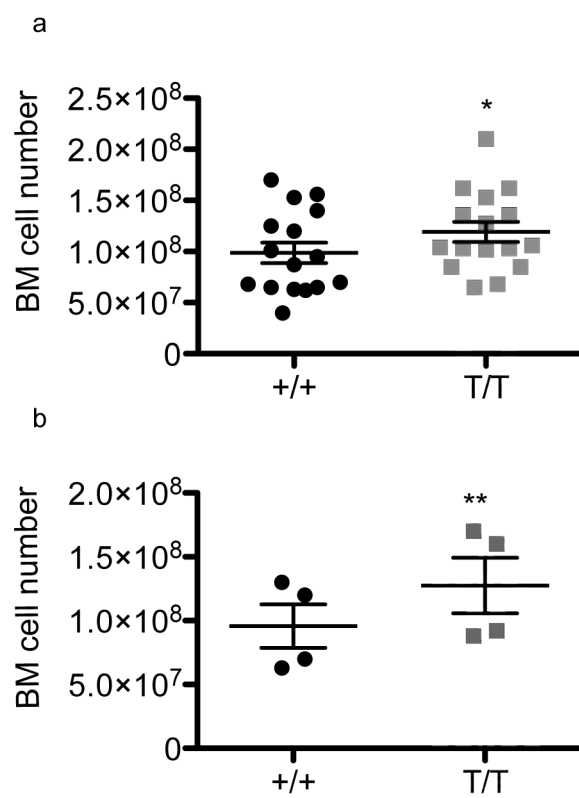 a
BM cell number
2.5×10⁸
2.0×10⁸
1.5×10⁸
1.0×10⁸
5.0×10⁷
0
*
+/+
T/T
b
BM cell number
2.0×10⁸
1.5×10⁸
1.0×10⁸
5.0×10⁷
0
**
+/+
T/T